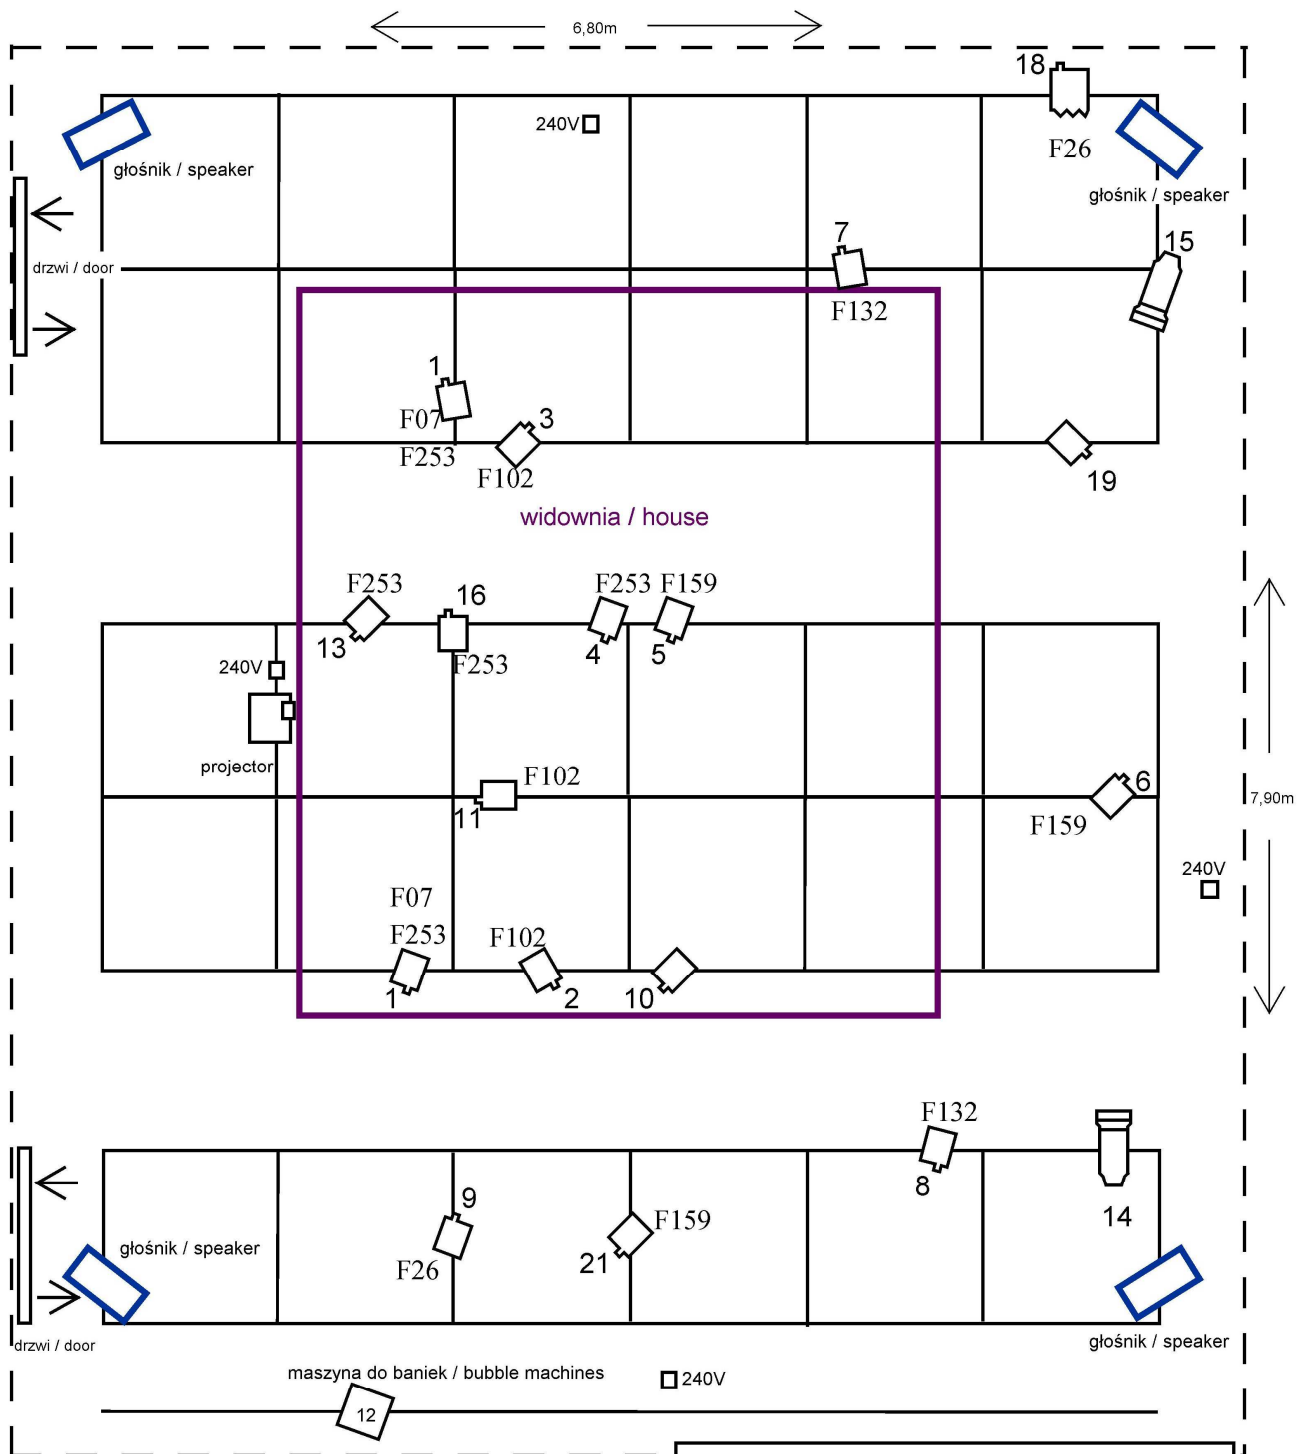 6,80m
18
240V
F26
głośnik / speaker
głośnik / speaker
7
15
drzwi / door
F132
1
F07
3
F253
F102
19
widownia / house
F253
F253
F159
16
13
4
5
240V
F253
projector
F102
6
11
F159
7,90m
240V
F07
F253
F102
1
2
10
F132
8
9
F159
14
głośnik / speaker
21
F26
drzwi / door
głośnik / speaker
maszyna do baniek / bubble machines
240V
12